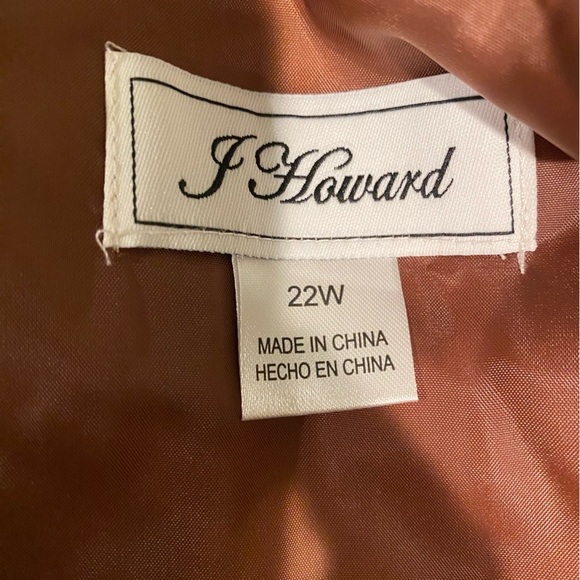 J Howard
22W
MADE IN CHINA
HECHO EN CHINA